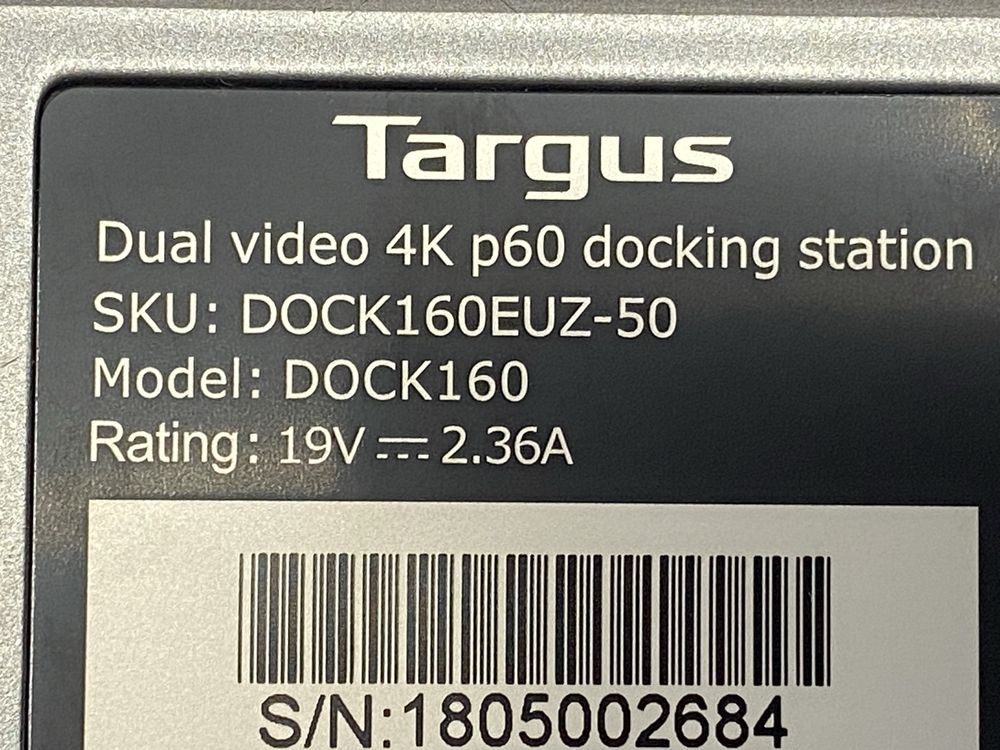 Targus
Dual video 4K p60 docking station
SKU: DOCK160EUZ-50
Model: DOCK160
Rating: 19V ⎓ 2.36A
S/N:1805002684